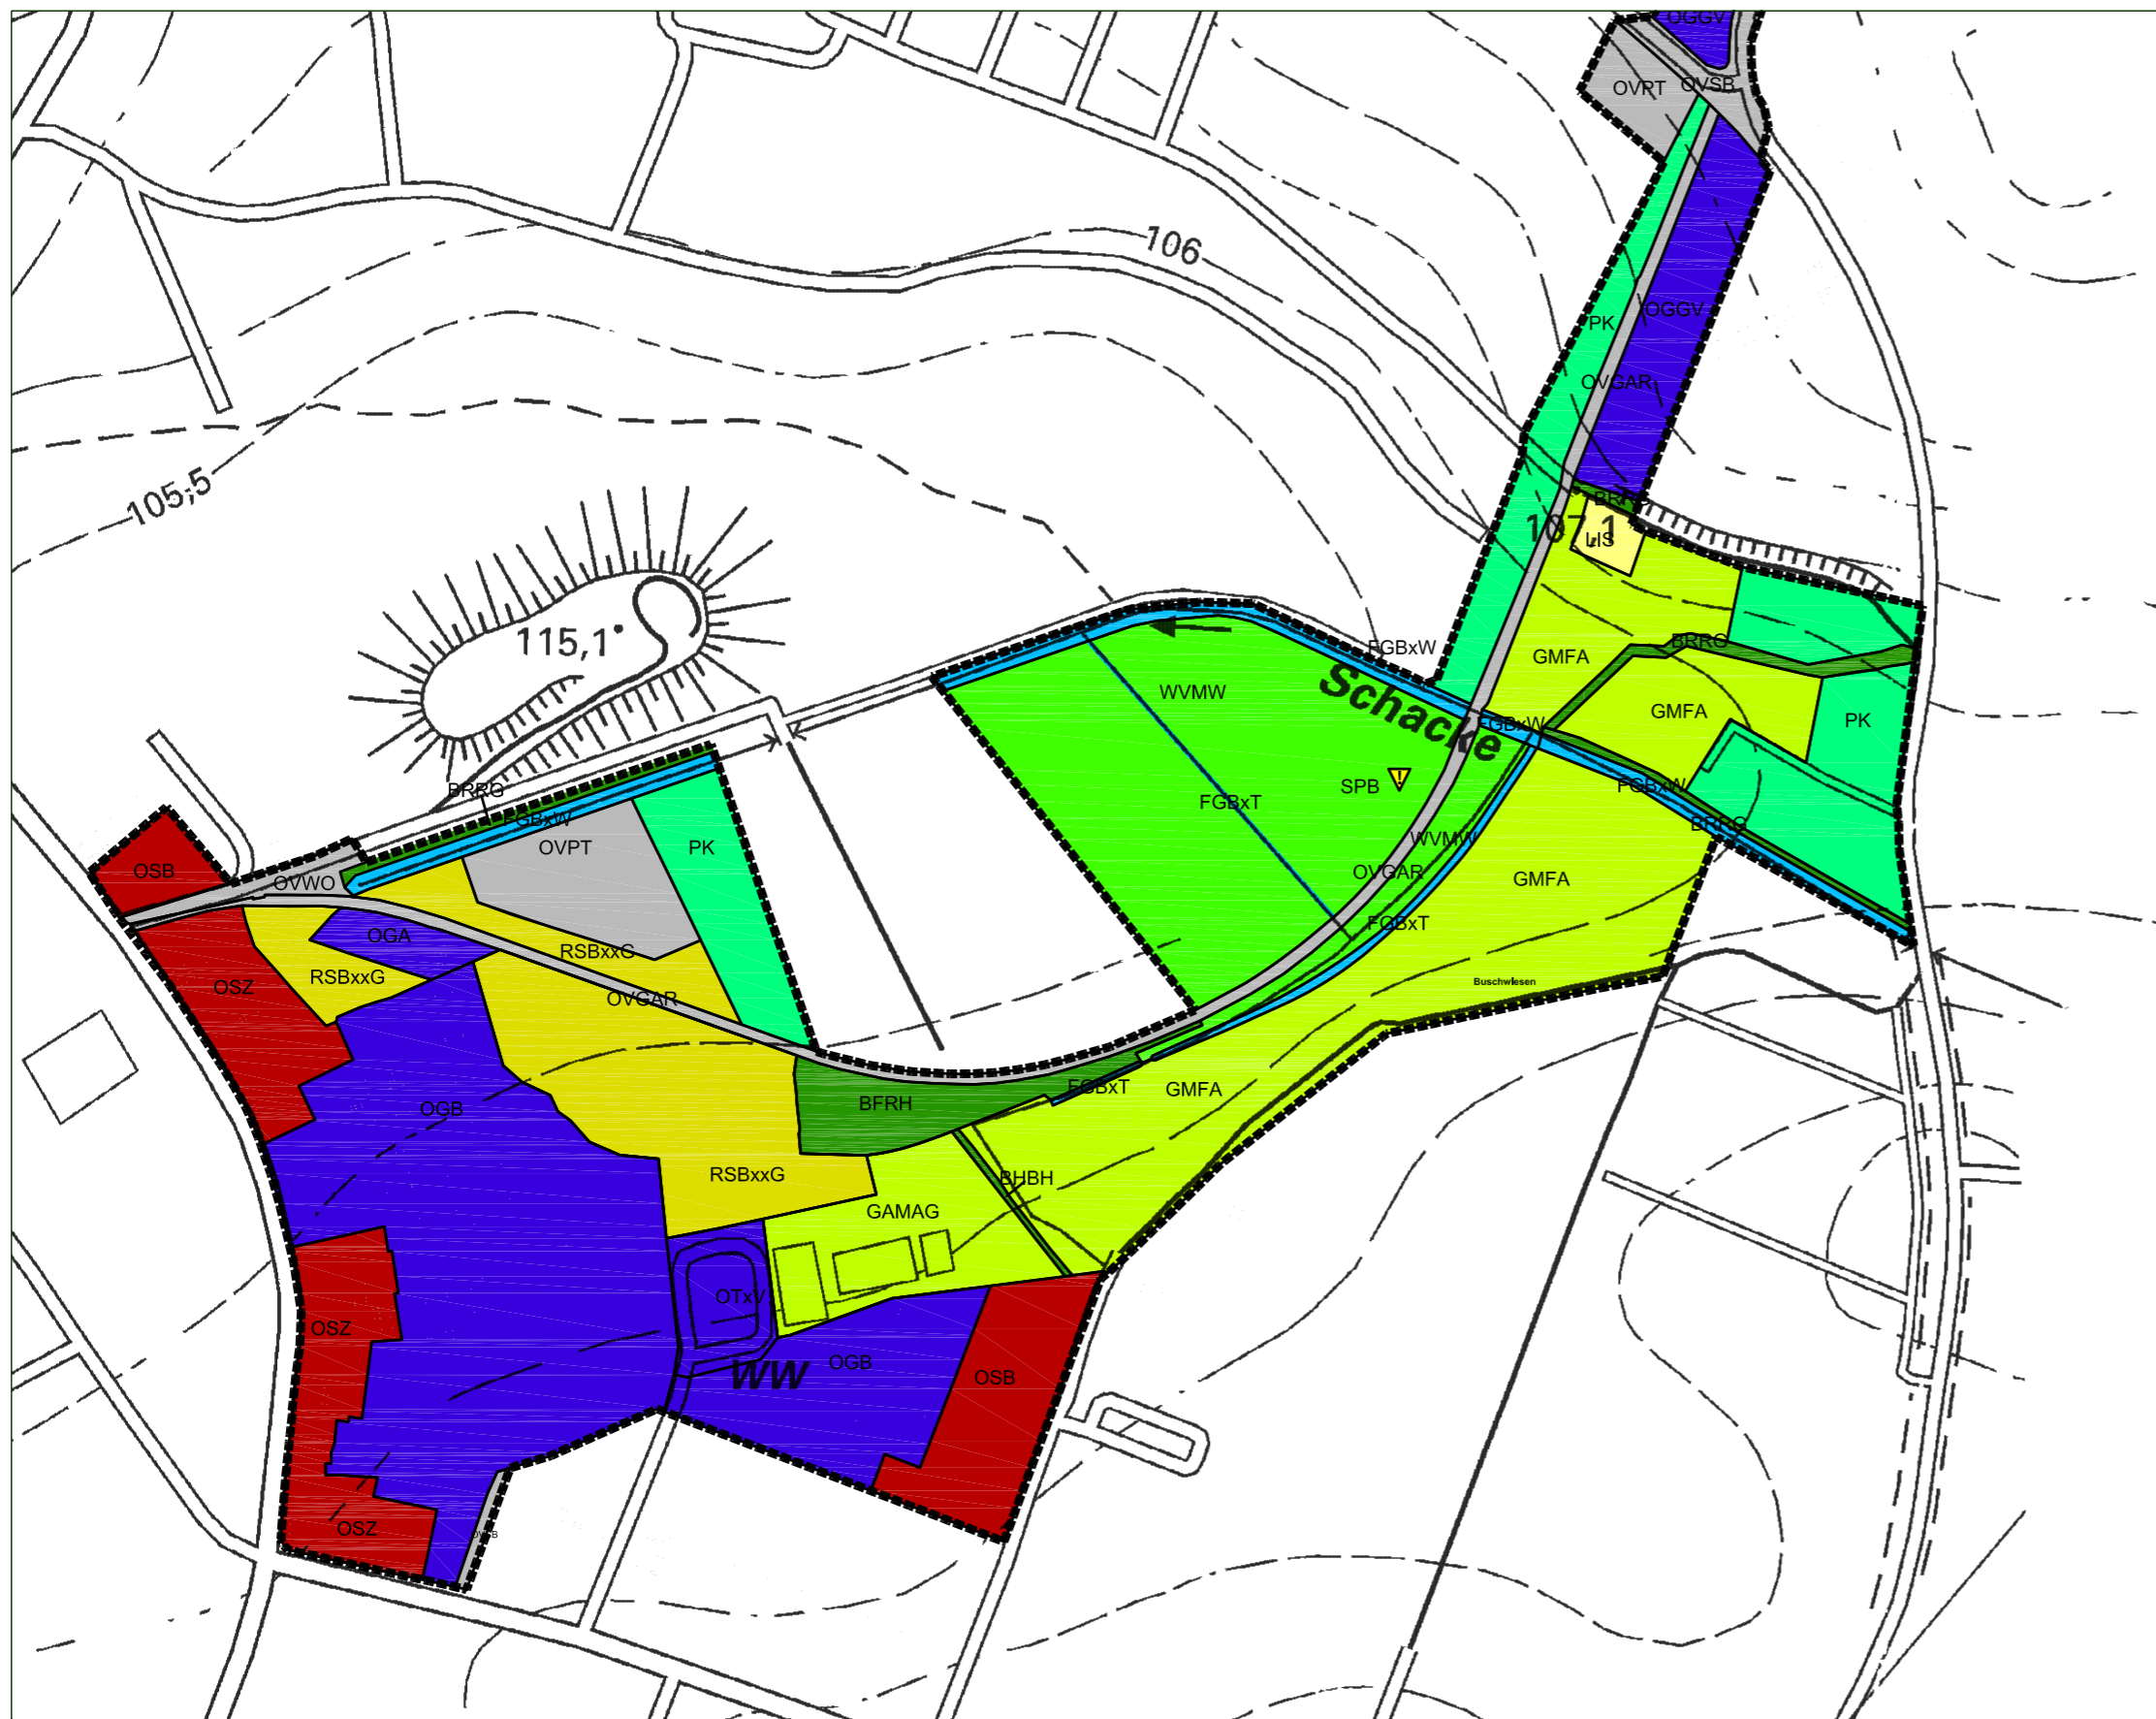 OGGV
OVPT
OVSB
106
PK
OGGV
OVGAR
105,5
BRRG
107,1
LIS
115,1
FGBxW
BRRG
GMFA
WVMW
Schacke
GMFA
PK
FGBxW
SPB
FGBxW
BRRG
FGBxW
FGBxT
BRRG
WVMW
OVPT
PK
OSB
OVWO
OVGAR
GMFA
FGBxT
OGA
RSBxxG
RSBxxG
OSZ
OVGAR
Buschwiesen
FGBxT
GMFA
BFRH
OGB
RSBxxG
BHBH
GAMAG
OTxV
OSZ
OGB
WW
OSB
OSZ